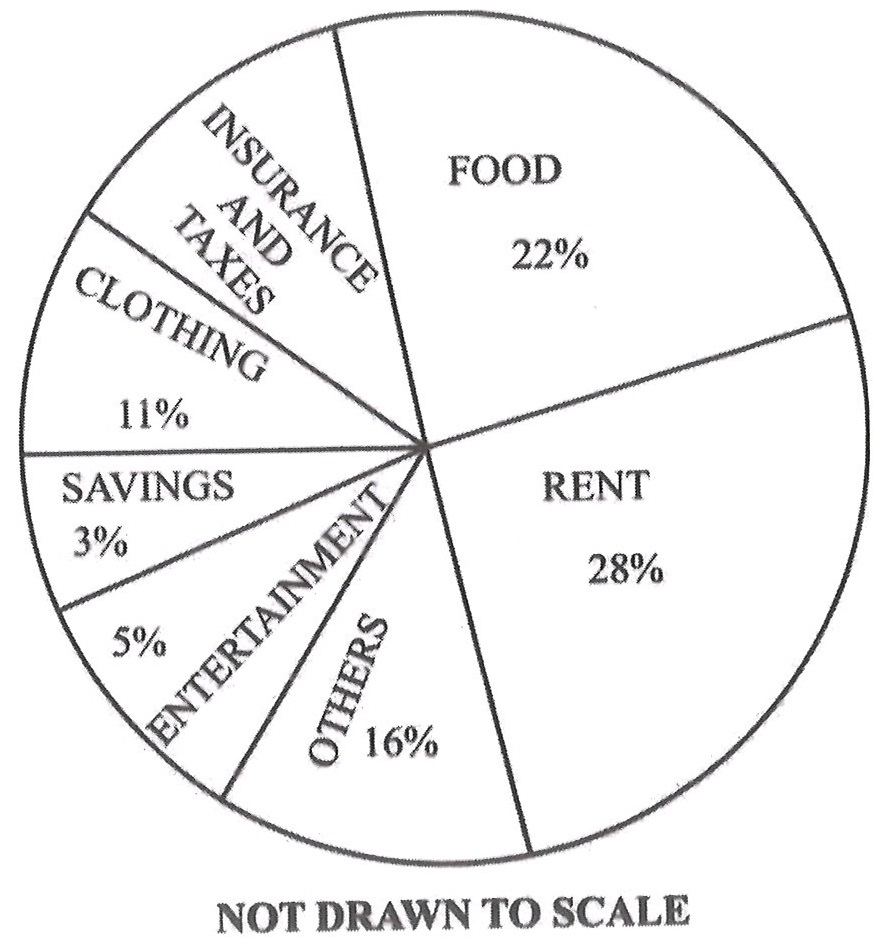 INSURANCE
AND
TAXES
FOOD
22%
CLOTHING
11%
SAVINGS
3%
RENT
28%
5%
ENTERTAINMENT
OTHERS
16%
NOT DRAWN TO SCALE